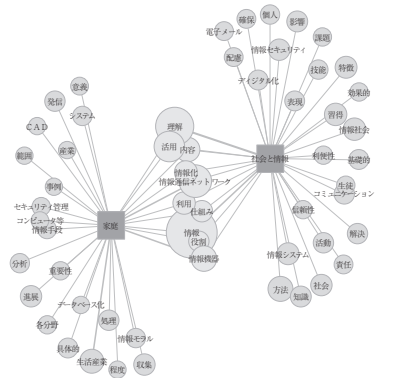 個人
確保
影響
電子メール
課題
情報セキュリティ
配慮
技能
特徴
ディジタル化
意義
効果的
発信
表現
システム
習得
理解
情報社会
CAD
産業
活用
内容
社会と情報
利便性
基礎的
範囲
情報化
情報通信ネットワーク
事例
生徒
コミュニケーション
セキュリティ管理
利用
仕組み
信頼性
コンピュータ等
情報手段
家庭
情報
役割
解決
活動
情報システム
情報機器
責任
分析
重要性
社会
方法
知識
進展
データベース化
各分野
処理
情報モラル
具体的
生活産業
程度
収集